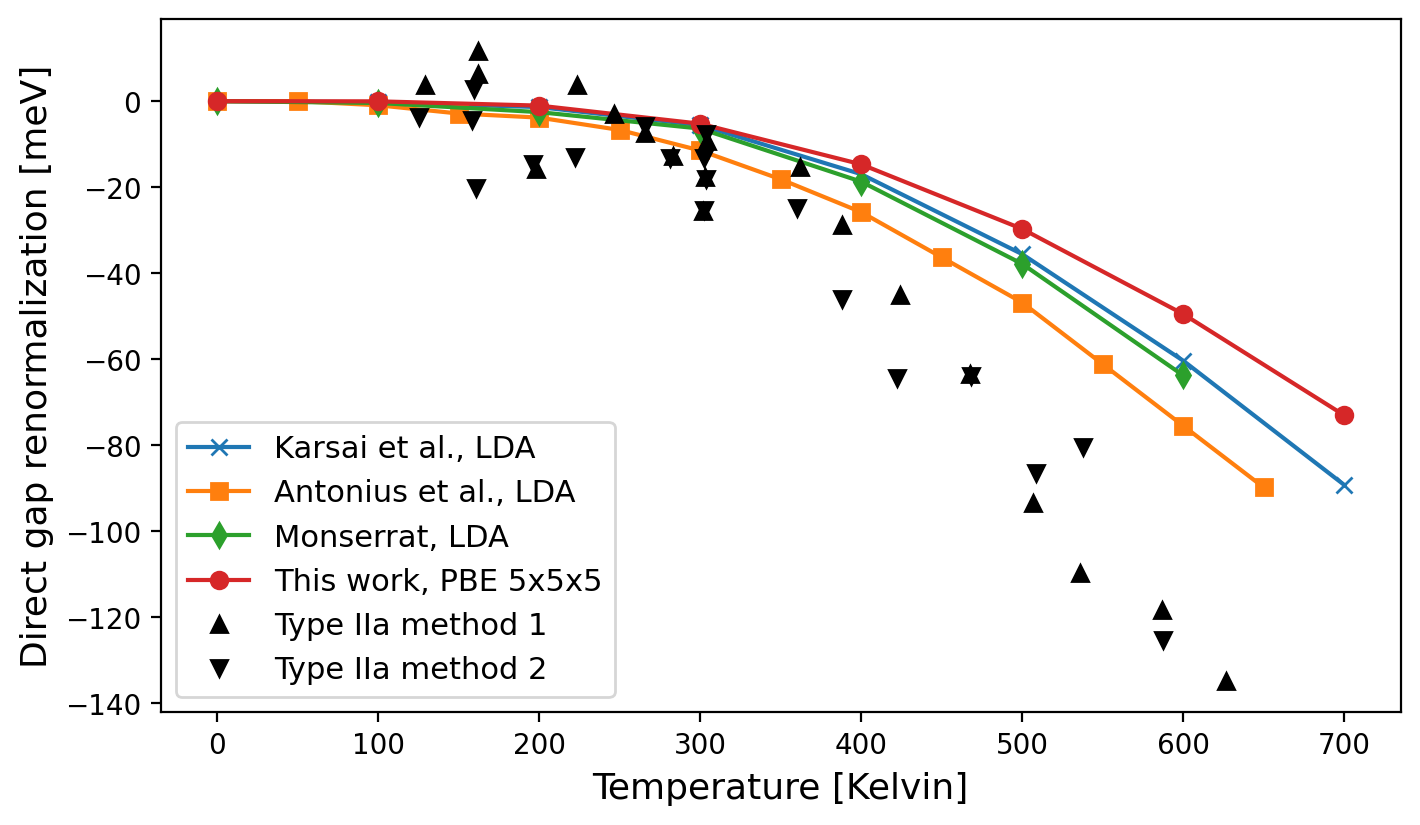 Direct gap renormalization [meV]
0
−20
−40
−60
−80
−100
−120
−140
Karsai et al., LDA
Antonius et al., LDA
Monserrat, LDA
This work, PBE 5x5x5
Type IIa method 1
Type IIa method 2
0 100 200 300 400 500 600 700
Temperature [Kelvin]